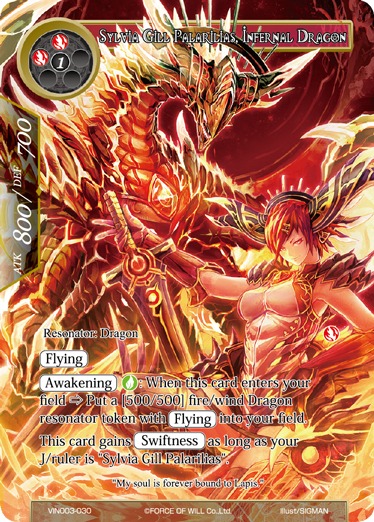 Sylvia Gill Palarilias, Infernal Dragon
1
ATK 800 / DEF 700
Resonator: Dragon
Flying
Awakening : When this card enters your
field ⇨ Put a [500/500] fire/wind Dragon
resonator token with Flying into your field.
This card gains Swiftness as long as your
J/ruler is "Sylvia Gill Palarilias".
"My soul is forever bound to Lapis."
VIN003-030 ©FORCE OF WILL Co.,Ltd. Illust/SIGMAN